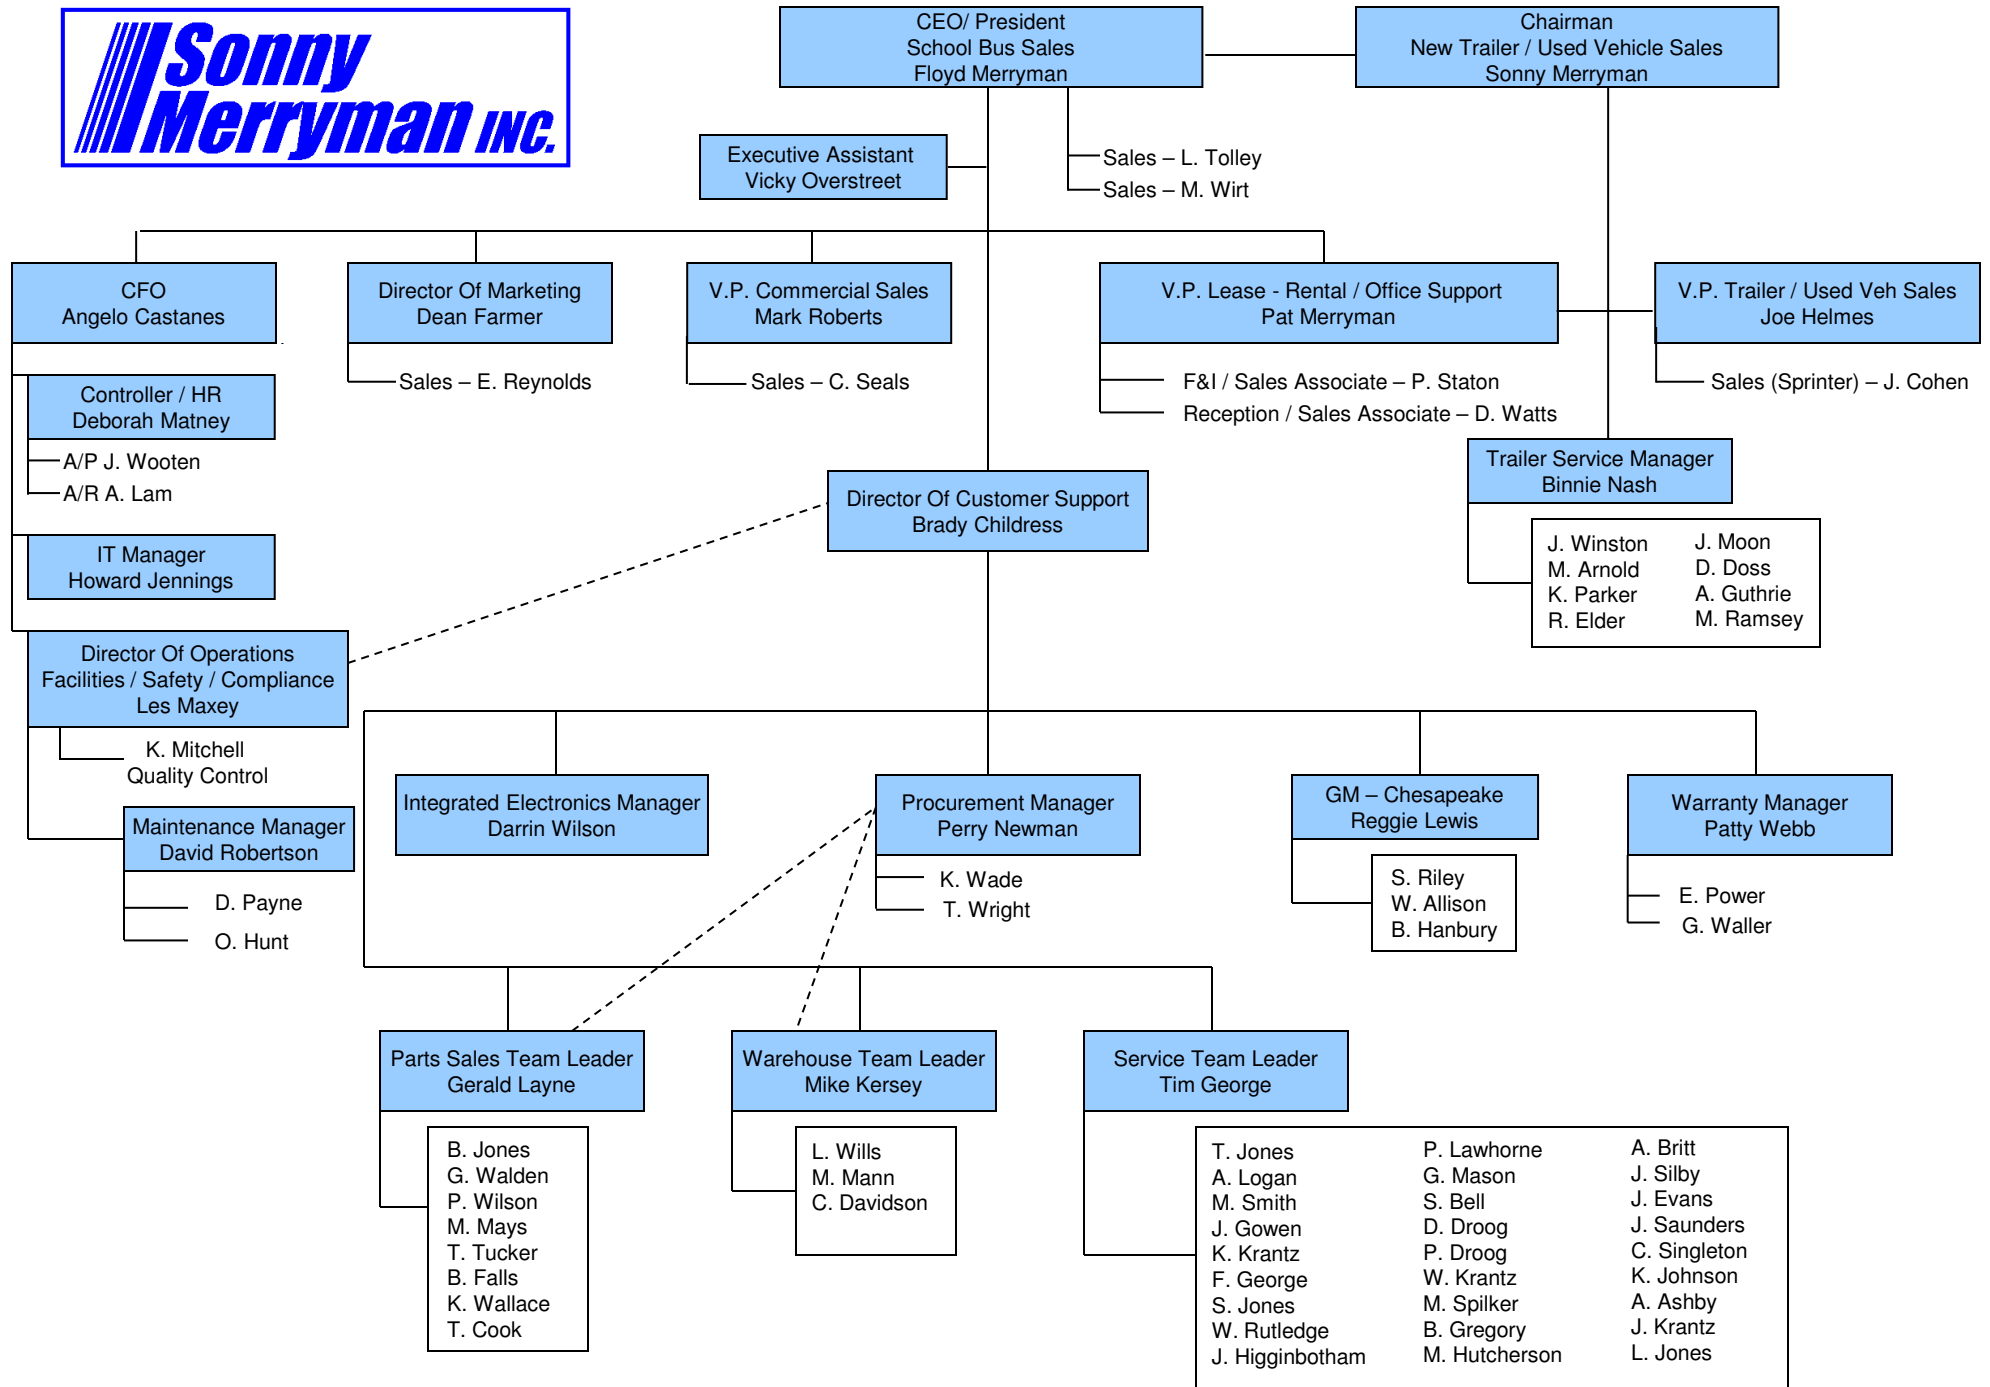 Sonny
Merryman INC.
CEO/ President
School Bus Sales
Floyd Merryman
Chairman
New Trailer / Used Vehicle Sales
Sonny Merryman
Executive Assistant
Vicky Overstreet
Sales – L. Tolley
Sales – M. Wirt
CFO
Angelo Castanes
Director Of Marketing
Dean Farmer
V.P. Commercial Sales
Mark Roberts
V.P. Lease - Rental / Office Support
Pat Merryman
V.P. Trailer / Used Veh Sales
Joe Helmes
Sales – E. Reynolds
Sales – C. Seals
F&I / Sales Associate – P. Staton
Reception / Sales Associate – D. Watts
Sales (Sprinter) – J. Cohen
Controller / HR
Deborah Matney
A/P J. Wooten
A/R A. Lam
Trailer Service Manager
Binnie Nash
J. Winston
M. Arnold
K. Parker
R. Elder
J. Moon
D. Doss
A. Guthrie
M. Ramsey
Director Of Customer Support
Brady Childress
IT Manager
Howard Jennings
Director Of Operations
Facilities / Safety / Compliance
Les Maxey
K. Mitchell
Quality Control
Maintenance Manager
David Robertson
D. Payne
O. Hunt
Integrated Electronics Manager
Darrin Wilson
Procurement Manager
Perry Newman
K. Wade
T. Wright
GM – Chesapeake
Reggie Lewis
S. Riley
W. Allison
B. Hanbury
Warranty Manager
Patty Webb
E. Power
G. Waller
Parts Sales Team Leader
Gerald Layne
B. Jones
G. Walden
P. Wilson
M. Mays
T. Tucker
B. Falls
K. Wallace
T. Cook
Warehouse Team Leader
Mike Kersey
L. Wills
M. Mann
C. Davidson
Service Team Leader
Tim George
T. Jones
A. Logan
M. Smith
J. Gowen
K. Krantz
F. George
S. Jones
W. Rutledge
J. Higginbotham
P. Lawhorne
G. Mason
S. Bell
D. Droog
P. Droog
W. Krantz
M. Spilker
B. Gregory
M. Hutcherson
A. Britt
J. Silby
J. Evans
J. Saunders
C. Singleton
K. Johnson
A. Ashby
J. Krantz
L. Jones